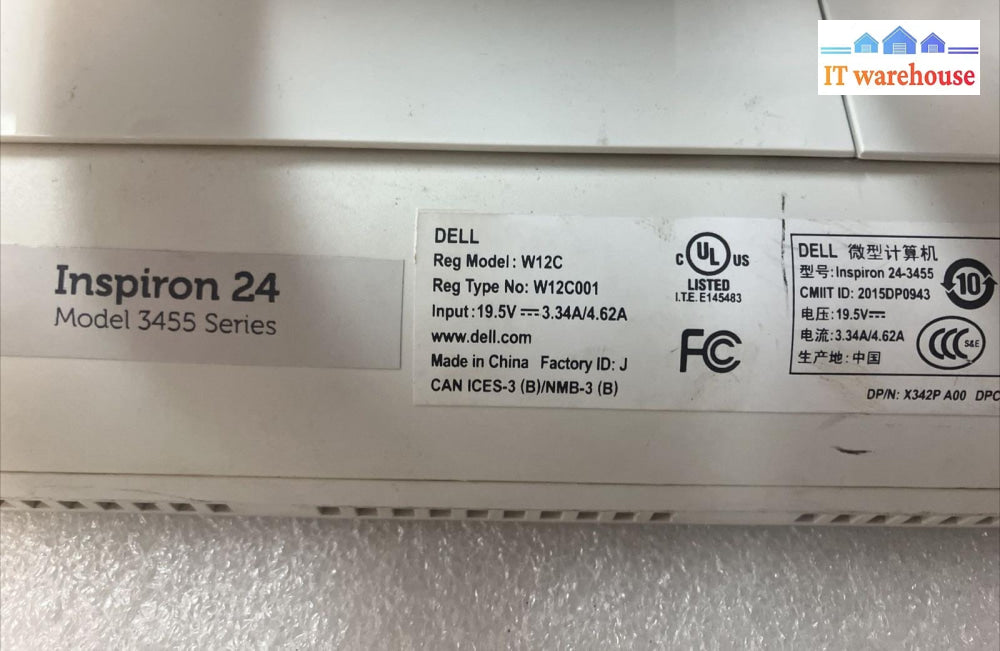 IT warehouse
Inspiron 24
Model 3455 Series
DELL
Reg Model: W12C
Reg Type No: W12C001
Input: 19.5V⎓3.34A/4.62A
www.dell.com
Made in China Factory ID: J
CAN ICES-3 (B)/NMB-3 (B)
C UL US
LISTED
I.T.E. E145483
FC
DELL 微型计算机
型号: Inspiron 24-3455
CMIIT ID: 2015DP0943
电压: 19.5V⎓
电流: 3.34A/4.62A
生产地: 中国
10
CCC S&E
DP/N: X342P A00 DPC